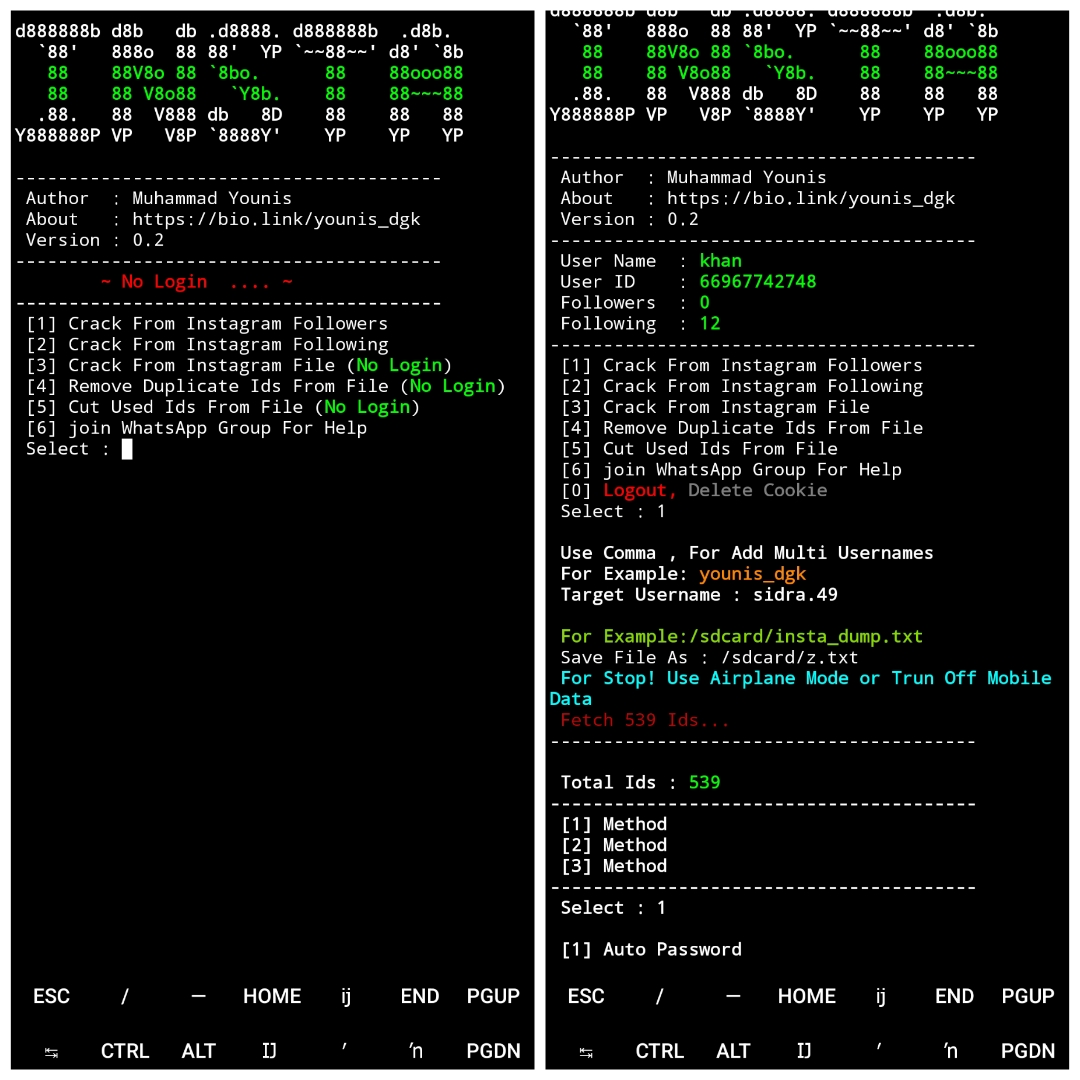 d888888b d8b   db .d8888. d888888b  .d8b.
  `88'   888o  88 88'  YP `~~88~~' d8' `8b
   88    88V8o 88 `8bo.      88    88ooo88
   88    88 V8o88   `Y8b.    88    88~~~88
  .88.   88  V888 db   8D    88    88   88
Y888888P VP   V8P `8888Y'    YP    YP   YP
-----------------------------------------
Author  : Muhammad Younis
About   : https://bio.link/younis_dgk
Version : 0.2
-----------------------------------------
~ No Login  .... ~
-----------------------------------------
[1] Crack From Instagram Followers
[2] Crack From Instagram Following
[3] Crack From Instagram File (No Login)
[4] Remove Duplicate Ids From File (No Login)
[5] Cut Used Ids From File (No Login)
[6] join WhatsApp Group For Help
Select :
ESC / — HOME ij END PGUP
↹ CTRL ALT IJ ′ ŉ PGDN
d888888b d8b   db .d8888. d888888b  .d8b.
  `88'   888o  88 88'  YP `~~88~~' d8' `8b
   88    88V8o 88 `8bo.      88    88ooo88
   88    88 V8o88   `Y8b.    88    88~~~88
  .88.   88  V888 db   8D    88    88   88
Y888888P VP   V8P `8888Y'    YP    YP   YP
-----------------------------------------
Author  : Muhammad Younis
About   : https://bio.link/younis_dgk
Version : 0.2
-----------------------------------------
User Name  : khan
User ID    : 66967742748
Followers  : 0
Following  : 12
-----------------------------------------
[1] Crack From Instagram Followers
[2] Crack From Instagram Following
[3] Crack From Instagram File
[4] Remove Duplicate Ids From File
[5] Cut Used Ids From File
[6] join WhatsApp Group For Help
[0] Logout, Delete Cookie
Select : 1
Use Comma , For Add Multi Usernames
For Example: younis_dgk
Target Username : sidra.49
For Example:/sdcard/insta_dump.txt
Save File As : /sdcard/z.txt
For Stop! Use Airplane Mode or Trun Off Mobile
Data
Fetch 539 Ids...
-----------------------------------------
Total Ids : 539
-----------------------------------------
[1] Method
[2] Method
[3] Method
-----------------------------------------
Select : 1
[1] Auto Password
ESC / — HOME ij END PGUP
↹ CTRL ALT IJ ′ ŉ PGDN